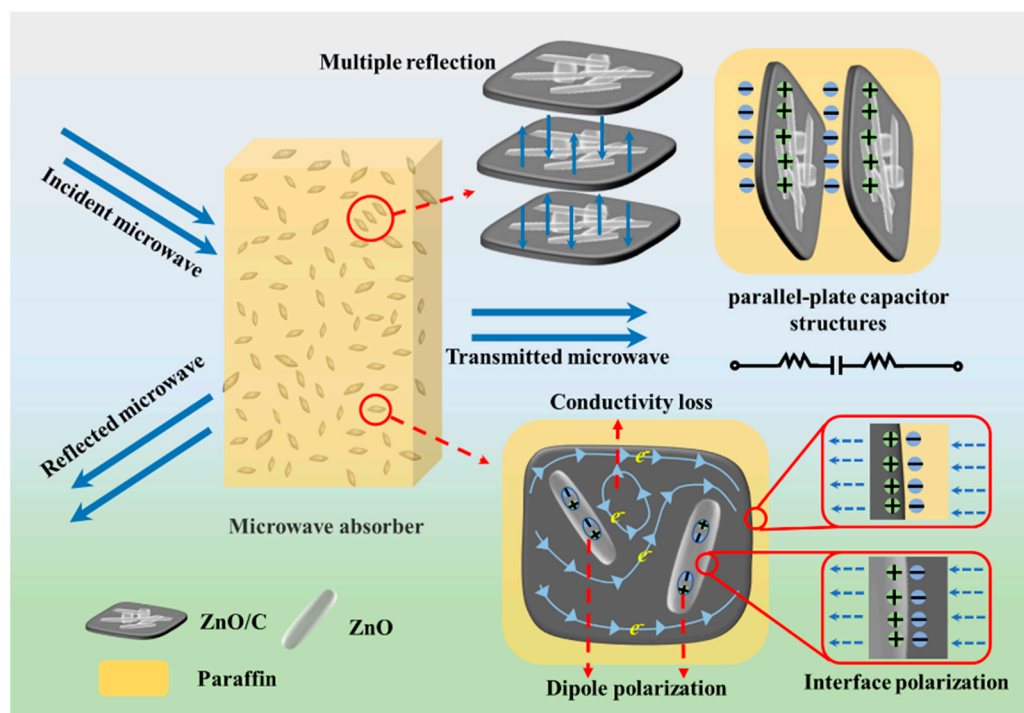 Multiple reflection
Incident microwave
parallel-plate capacitor
structures
Transmitted microwave
Reflected microwave
Conductivity loss
e-
e-
e-
e-
Microwave absorber
ZnO/C
ZnO
Paraffin
Dipole polarization
Interface polarization